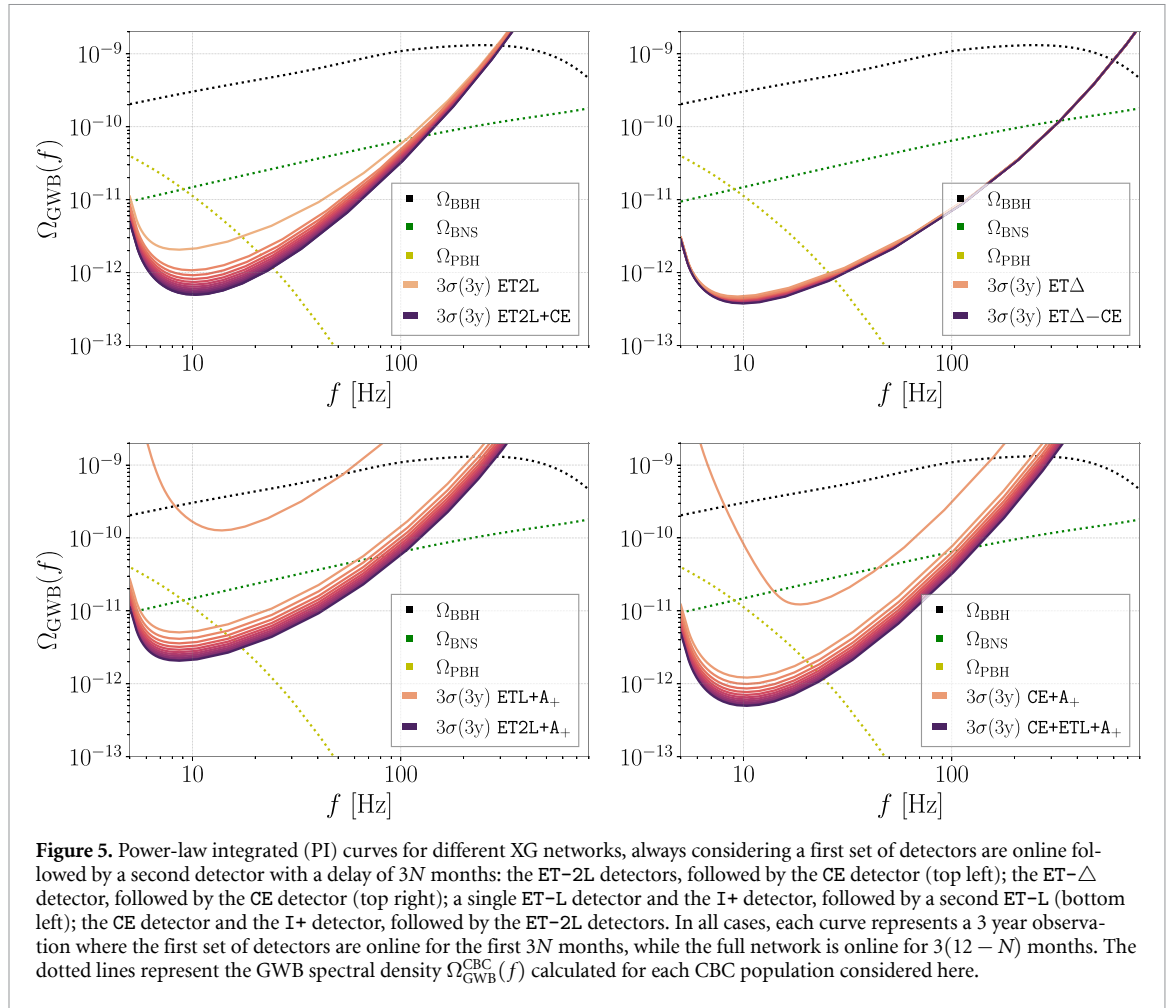 10⁻⁹
10⁻¹⁰
10⁻¹¹
10⁻¹²
10⁻¹³
Ω_GWB(f)
Ω_BBH
Ω_BNS
Ω_PBH
3σ(3y) ET2L
3σ(3y) ET2L+CE
10
100
f [Hz]
10⁻⁹
10⁻¹⁰
10⁻¹¹
10⁻¹²
10⁻¹³
Ω_BBH
Ω_BNS
Ω_PBH
3σ(3y) ETΔ
3σ(3y) ETΔ−CE
10
100
f [Hz]
10⁻⁹
10⁻¹⁰
10⁻¹¹
10⁻¹²
10⁻¹³
Ω_GWB(f)
Ω_BBH
Ω_BNS
Ω_PBH
3σ(3y) ETL+A₊
3σ(3y) ET2L+A₊
10
100
f [Hz]
10⁻⁹
10⁻¹⁰
10⁻¹¹
10⁻¹²
10⁻¹³
Ω_BBH
Ω_BNS
Ω_PBH
3σ(3y) CE+A₊
3σ(3y) CE+ETL+A₊
10
100
f [Hz]
Figure 5. Power-law integrated (PI) curves for different XG networks, always considering a first set of detectors are online fol-
lowed by a second detector with a delay of 3N months: the ET-2L detectors, followed by the CE detector (top left); the ET-△
detector, followed by the CE detector (top right); a single ET-L detector and the I+ detector, followed by a second ET-L (bottom
left); the CE detector and the I+ detector, followed by the ET-2L detectors. In all cases, each curve represents a 3 year observa-
tion where the first set of detectors are online for the first 3N months, while the full network is online for 3(12 − N) months. The
dotted lines represent the GWB spectral density Ω^CBC_GWB(f) calculated for each CBC population considered here.